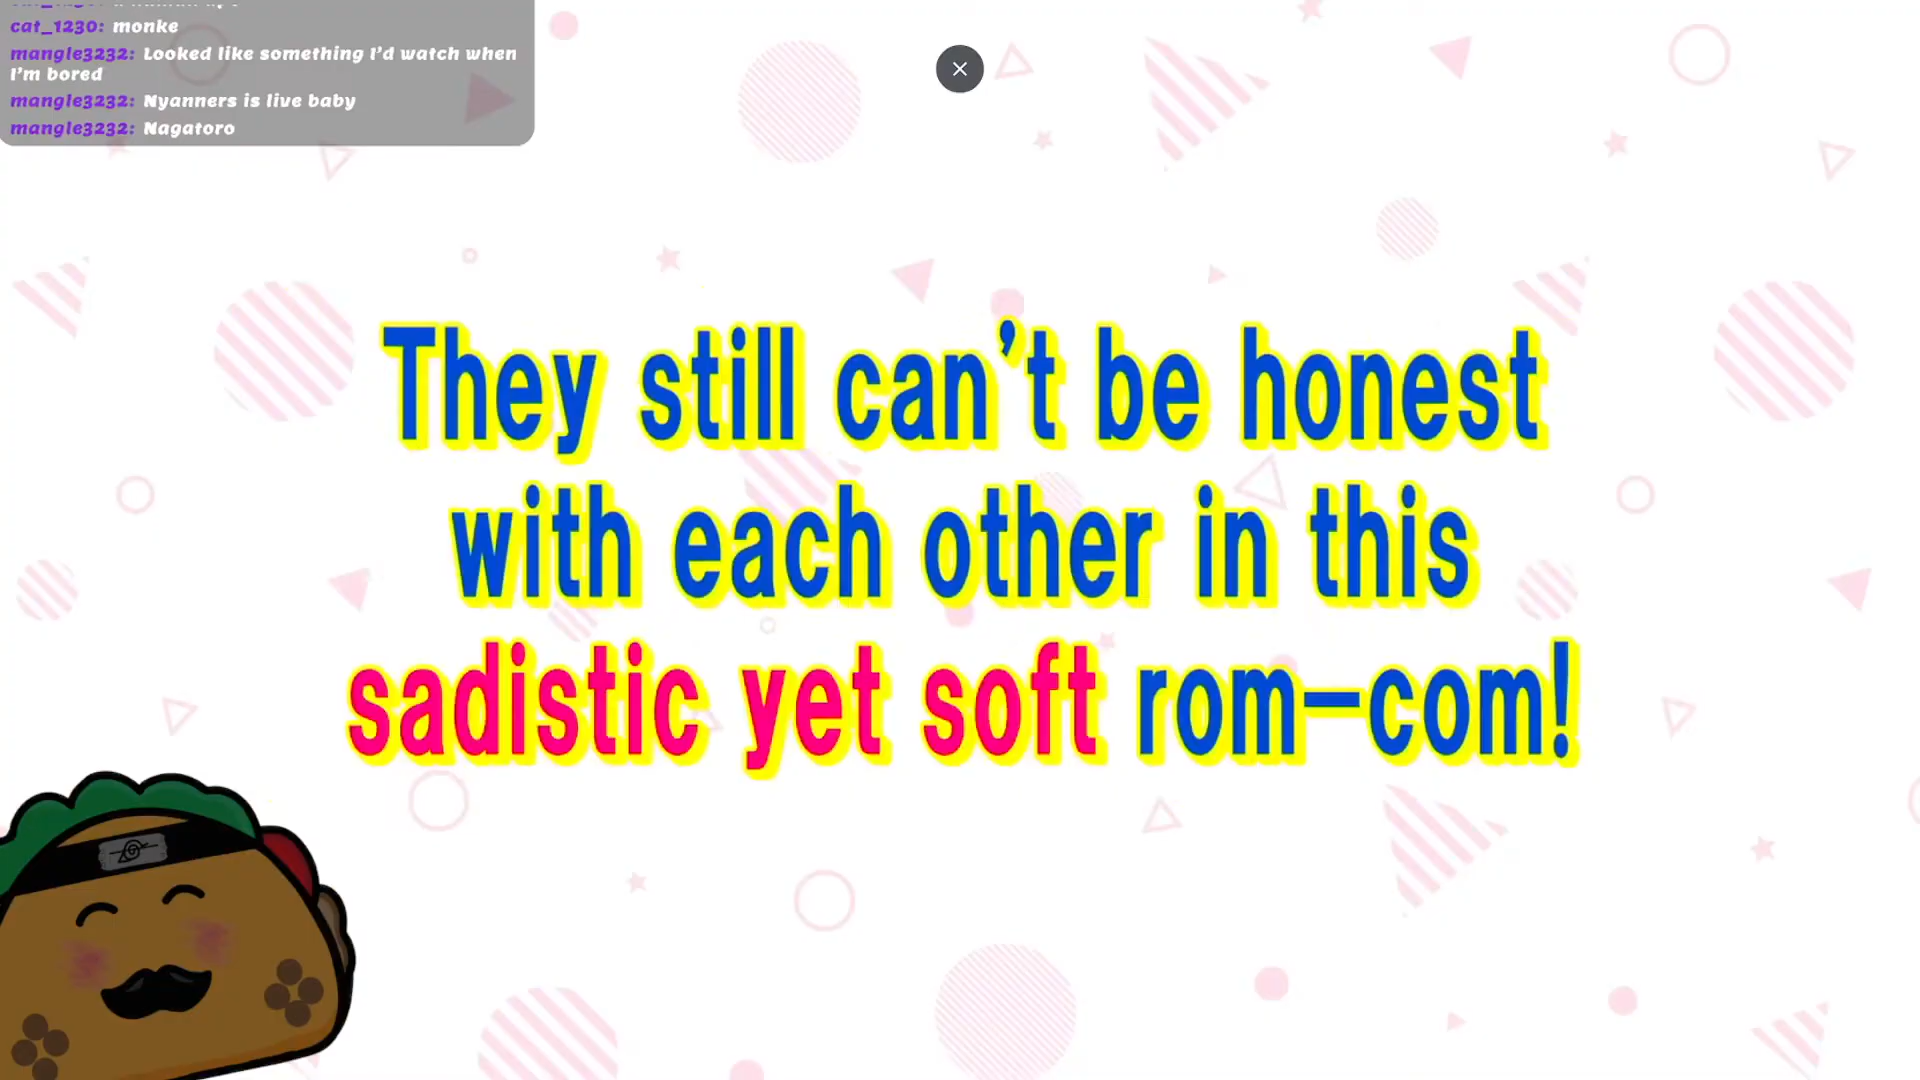 cat_1230: monke
mangle3232: Looked like something I'd watch when
I'm bored
mangle3232: Nyanners is live baby
mangle3232: Nagatoro
They still can't be honest
with each other in this
sadistic yet soft rom-com!